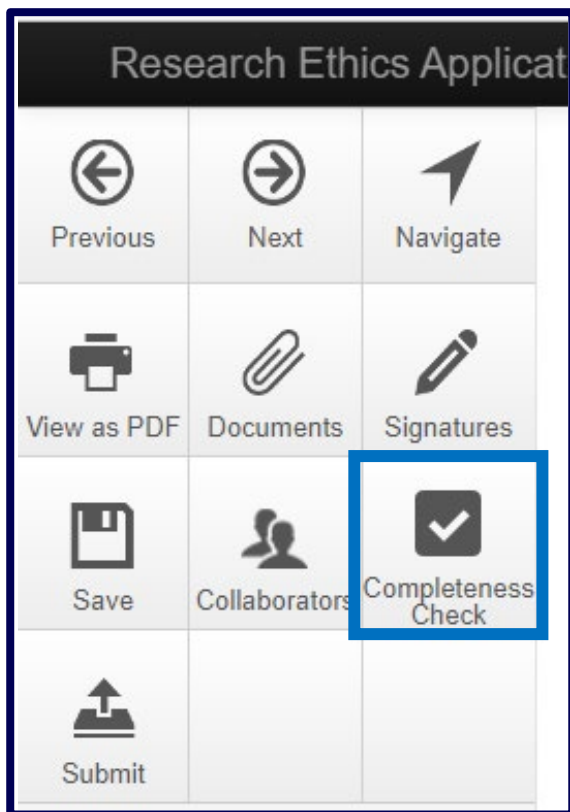 Research Ethics Applicat
Previous
Next
Navigate
View as PDF
Documents
Signatures
Save
Collaborators
Completeness
Check
Submit